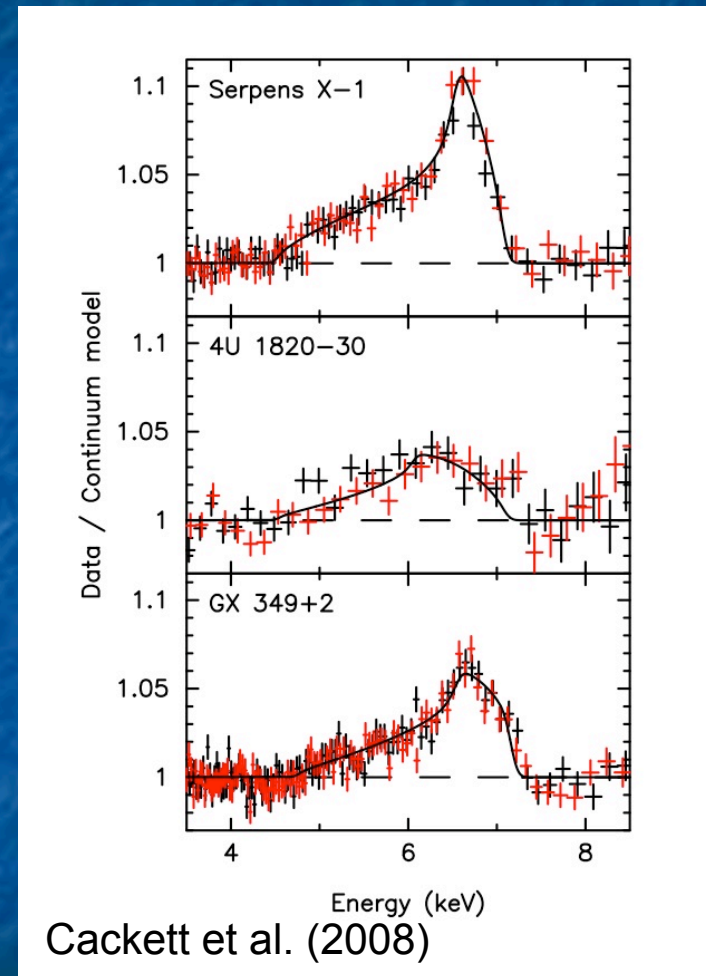 Serpens X-1
1.1
1.05
1
4U 1820-30
1.1
1.05
1
GX 349+2
1.1
1.05
1
Data / Continuum model
4 6 8
Energy (keV)
Cackett et al. (2008)